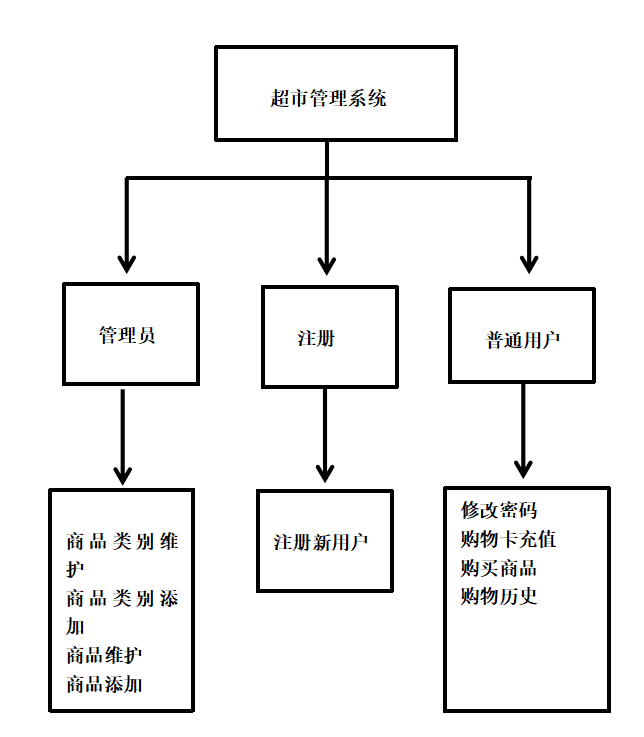 超市管理系统
管理员
注册
普通用户
商品类别维
护
商品类别添
加
商品维护
商品添加
注册新用户
修改密码
购物卡充值
购买商品
购物历史